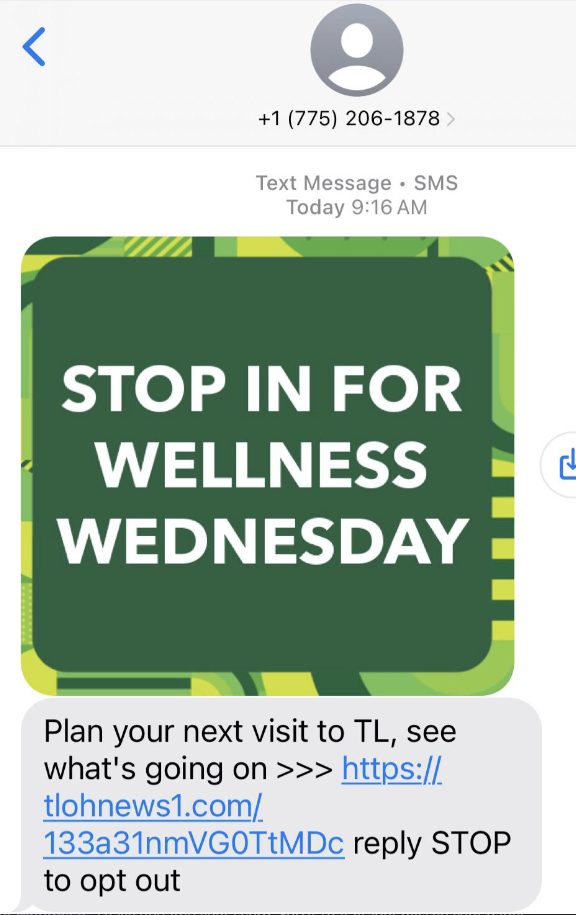 +1 (775) 206-1878
Text Message • SMS
Today 9:16 AM
STOP IN FOR
WELLNESS
WEDNESDAY
Plan your next visit to TL, see
what's going on >>> https://
tlohnews1.com/
133a31nmVG0TtMDc reply STOP
to opt out